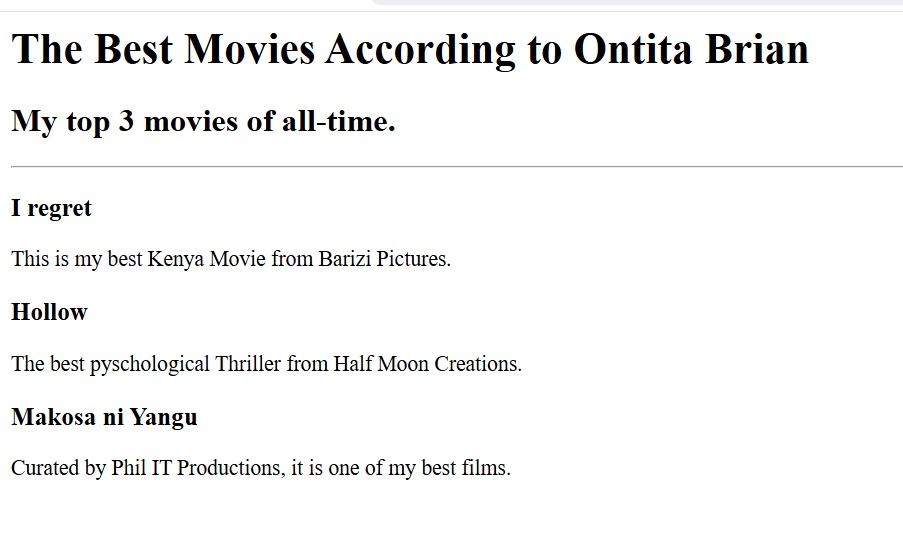 The Best Movies According to Ontita Brian
My top 3 movies of all-time.
I regret
This is my best Kenya Movie from Barizi Pictures.
Hollow
The best pyschological Thriller from Half Moon Creations.
Makosa ni Yangu
Curated by Phil IT Productions, it is one of my best films.